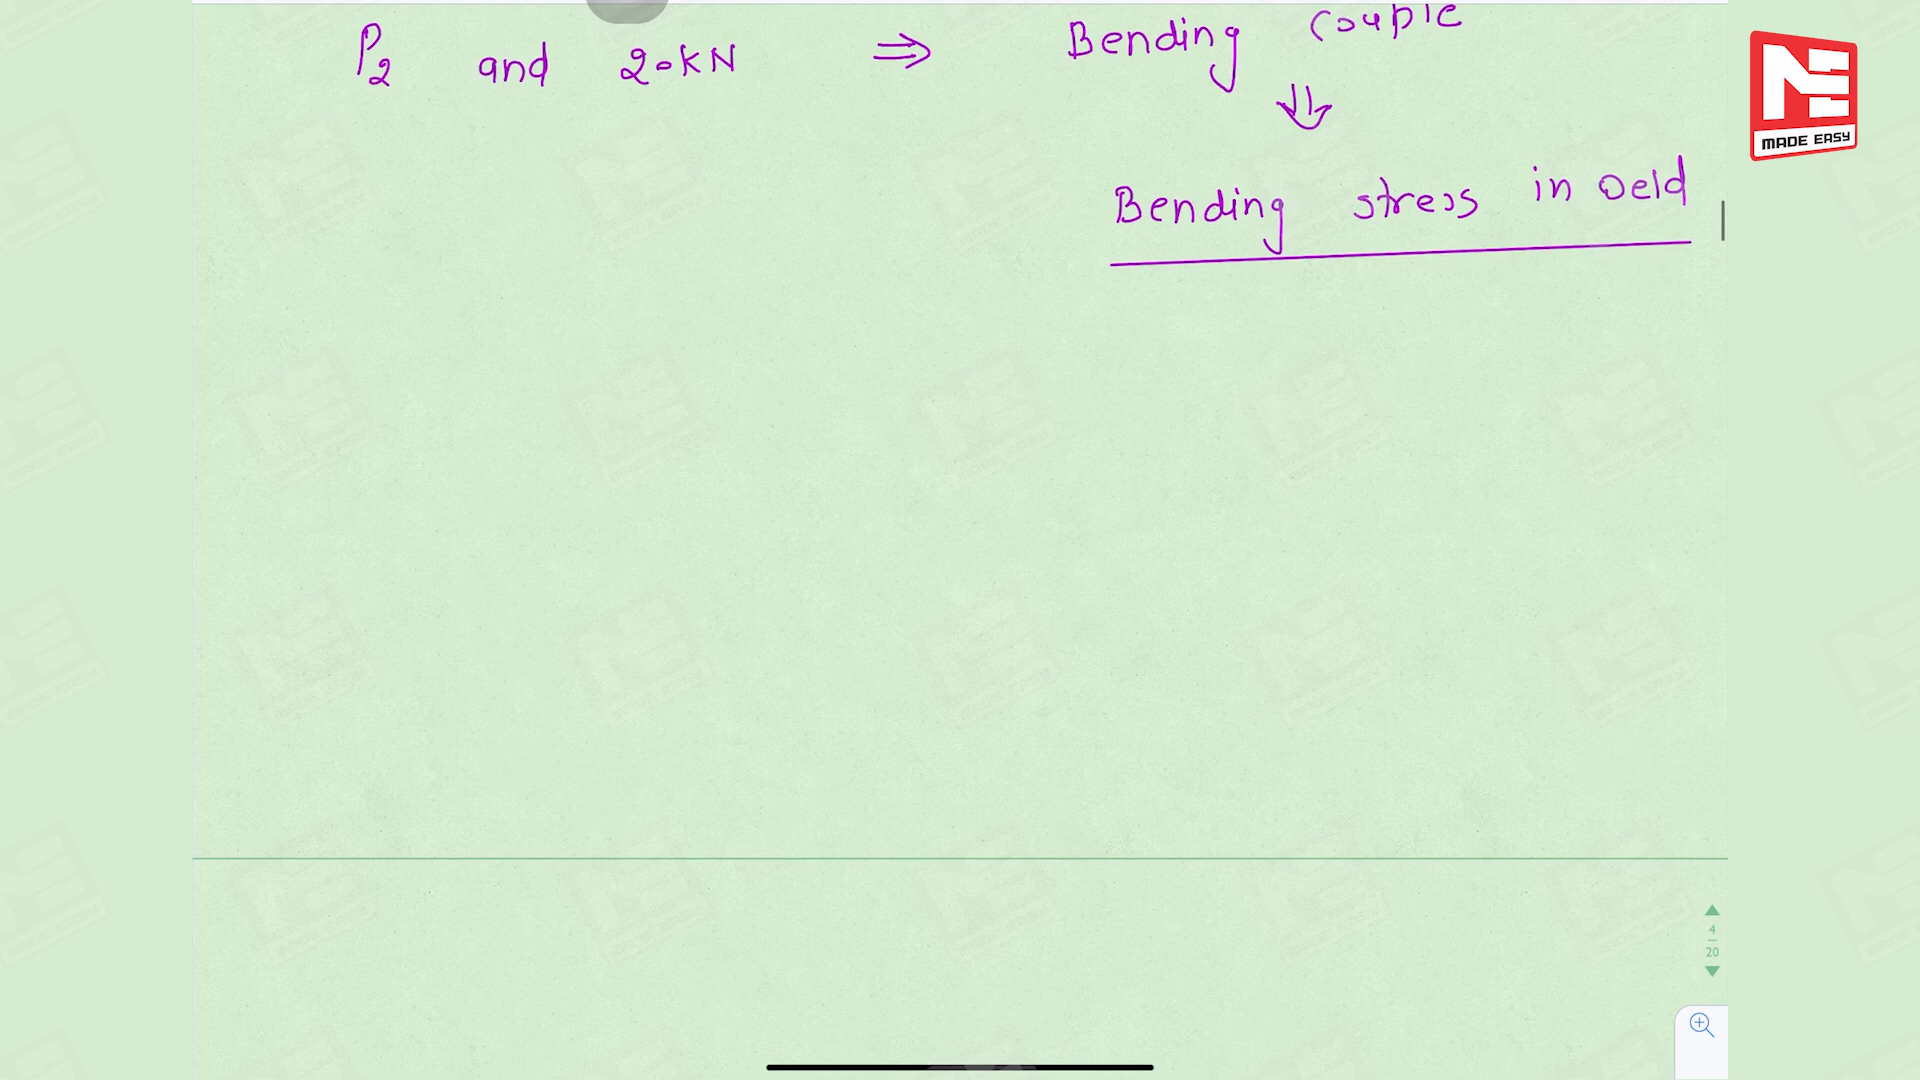 P2 and 20kN ⇒ Bending couple
⇓
Bending stress in weld
MADE EASY
4
20